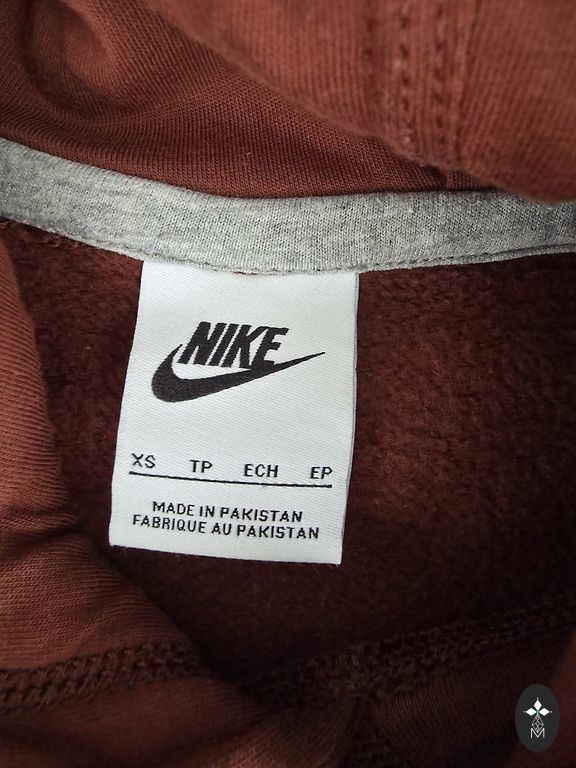 NIKE
XS TP ECH EP
MADE IN PAKISTAN
FABRIQUE AU PAKISTAN
M